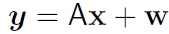 y = Ax + w